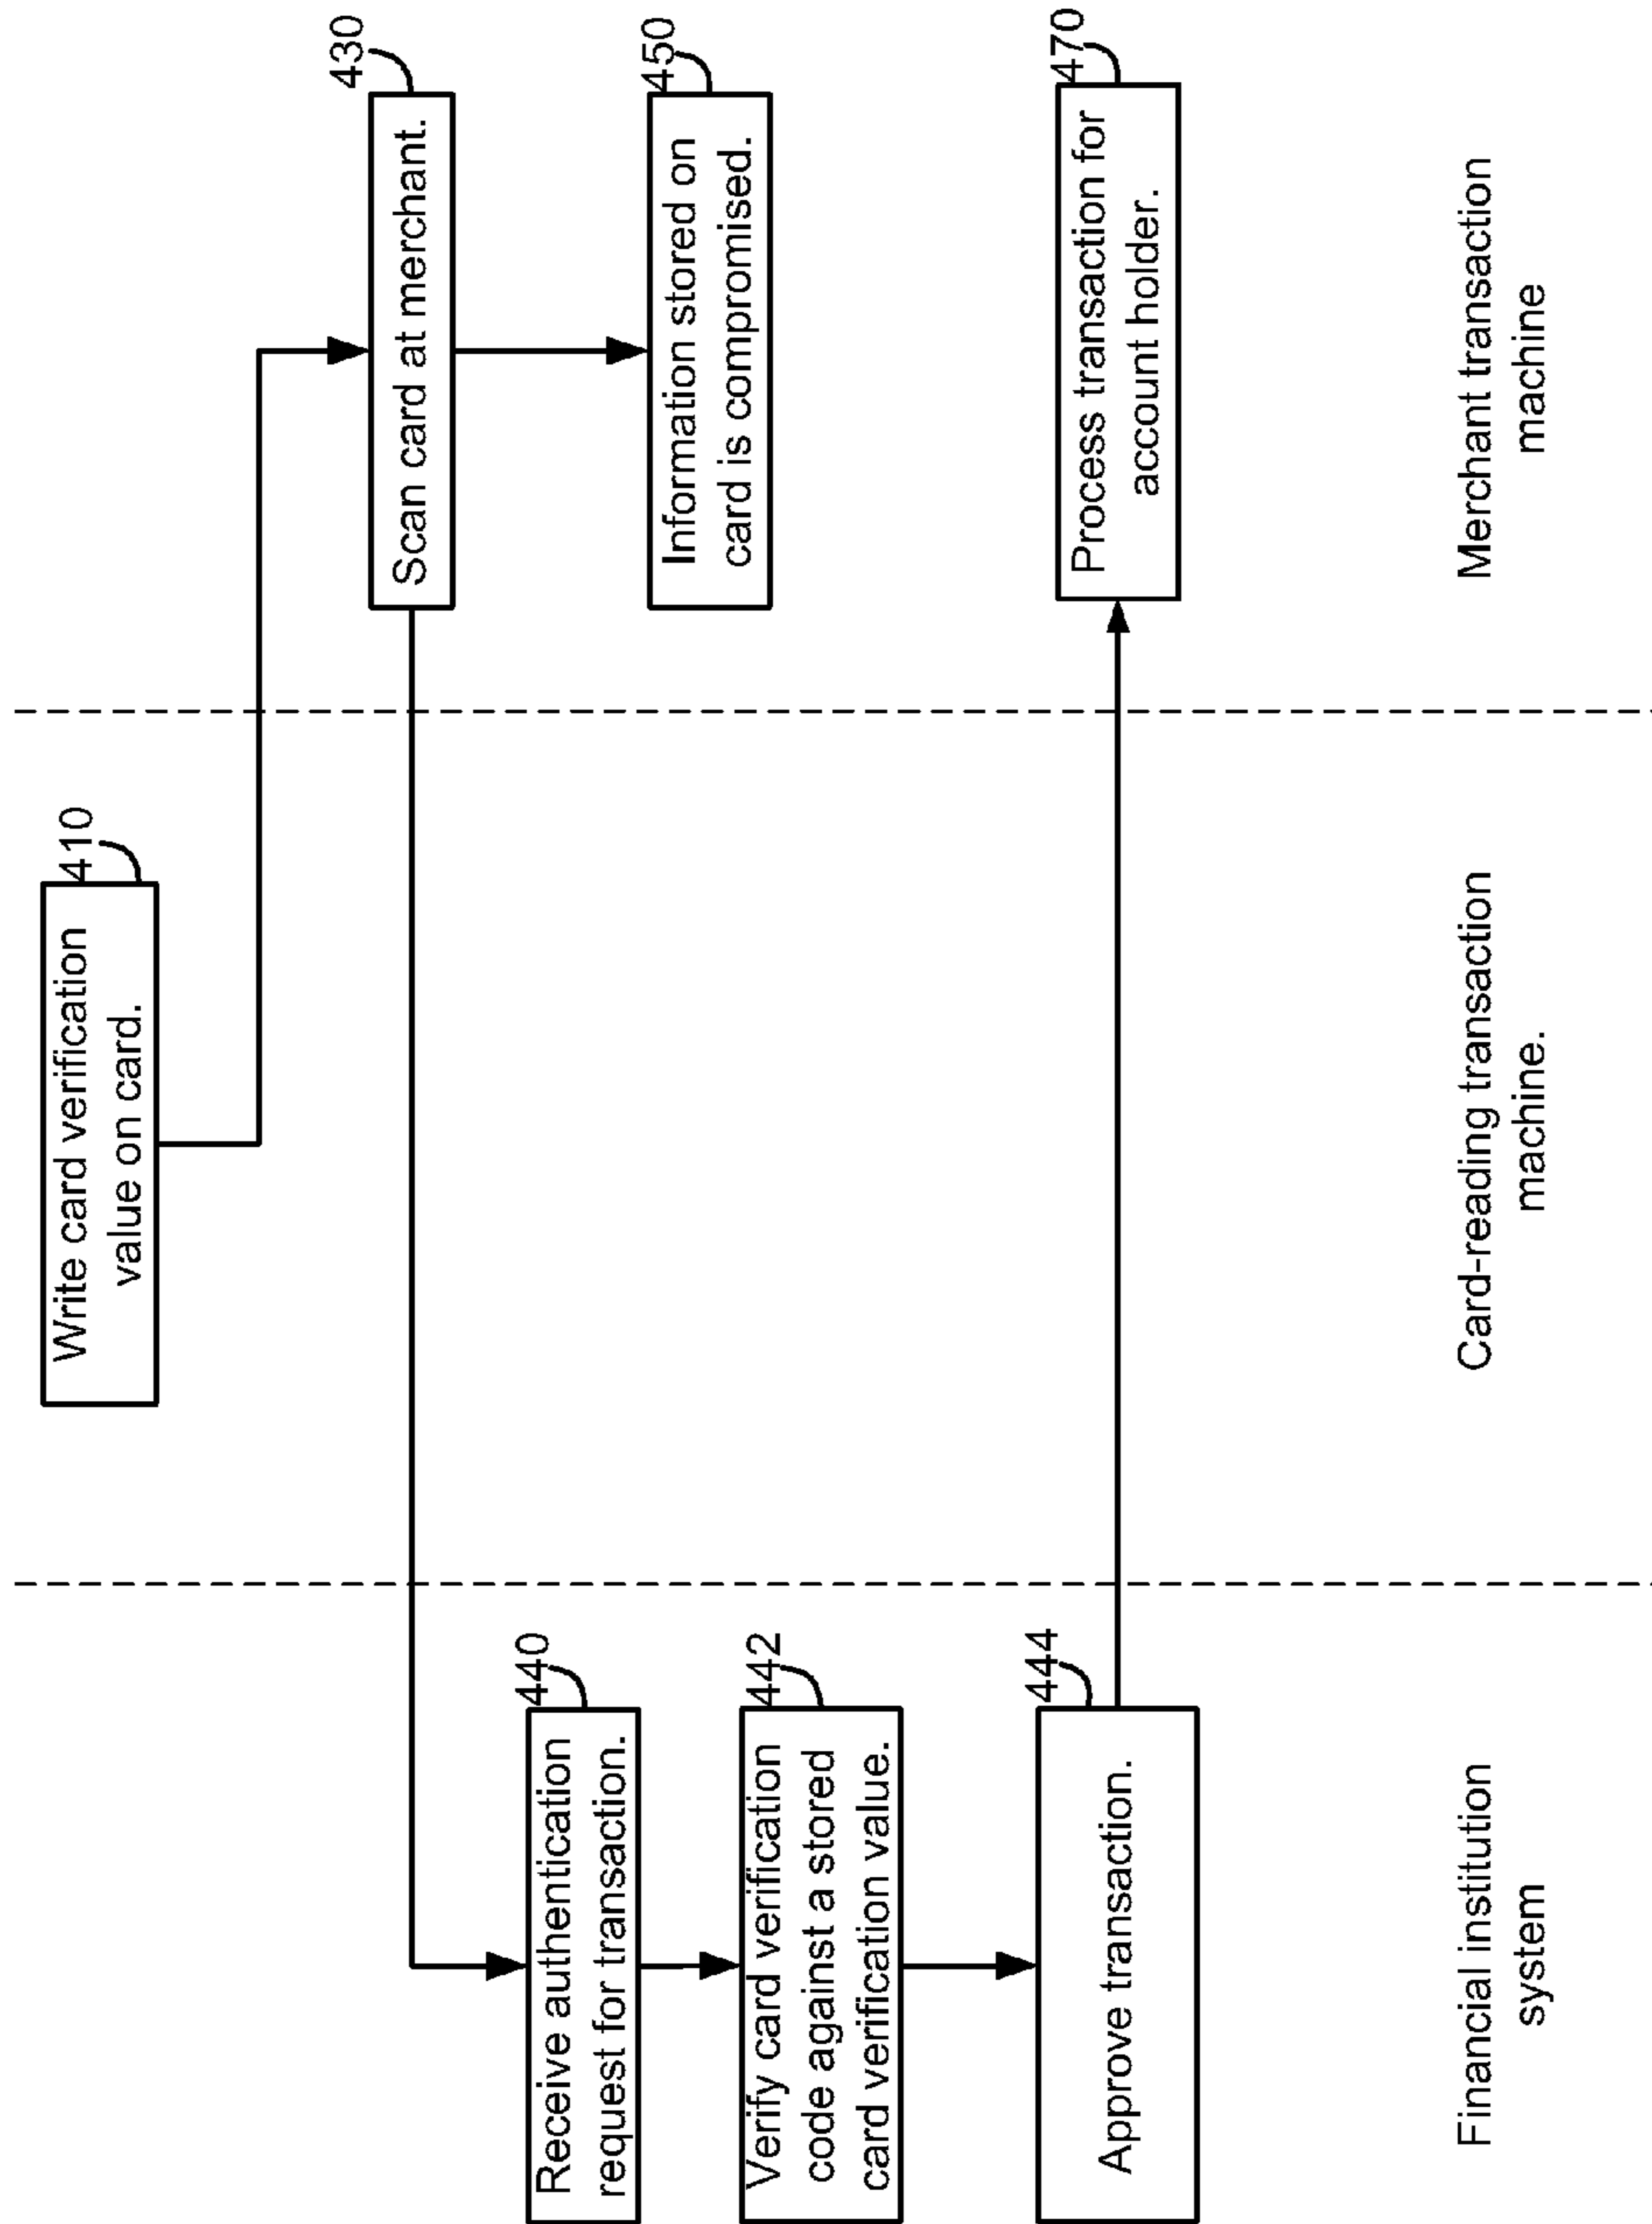 410
Write card verification
value on card.
430
Scan card at merchant.
440
Receive authentication
request for transaction.
450
Information stored on
card is compromised.
442
Verify card verification
code against a stored
card verification value.
444
Approve transaction.
470
Process transaction for
account holder.
Financial institution
system
Card-reading transaction
machine.
Merchant transaction
machine